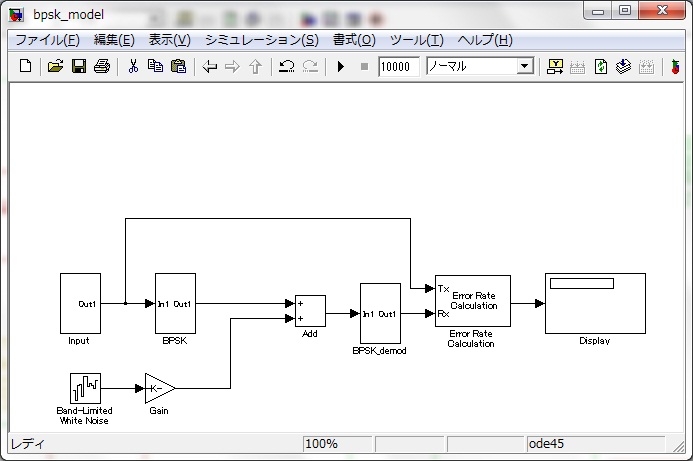 bpsk_model
ファイル(F) 編集(E) 表示(V) シミュレーション(S) 書式(O) ツール(T) ヘルプ(H)
10000 ノーマル
Out1
Input
In1 Out1
BPSK
+
+
Add
In1 Out1
BPSK_demod
Tx
Rx
Error Rate
Calculation
Error Rate
Calculation
Display
Band-Limited
White Noise
-K-
Gain
レディ 100% ode45